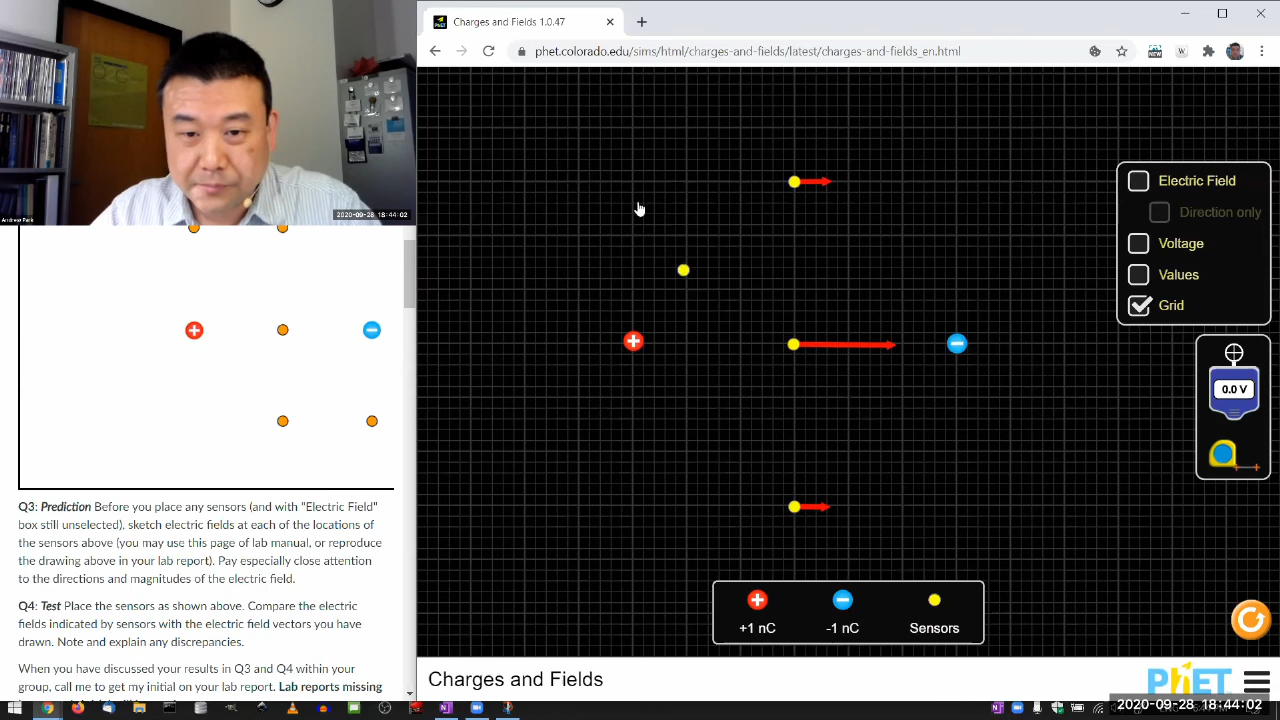 Charges and Fields 1.0.47
phet.colorado.edu/sims/html/charges-and-fields/latest/charges-and-fields_en.html
Andrew Park
2020-09-28 18:44:02
Electric Field
Direction only
Voltage
Values
Grid
0.0 V
Q3: Prediction Before you place any sensors (and with "Electric Field"
box still unselected), sketch electric fields at each of the locations of
the sensors above (you may use this page of lab manual, or reproduce
the drawing above in your lab report). Pay especially close attention
to the directions and magnitudes of the electric field.
Q4: Test Place the sensors as shown above. Compare the electric
fields indicated by sensors with the electric field vectors you have
drawn. Note and explain any discrepancies.
When you have discussed your results in Q3 and Q4 within your
group, call me to get my initial on your lab report. Lab reports missing
+1 nC
-1 nC
Sensors
Charges and Fields
PhET
2020-09-28 18:44:02